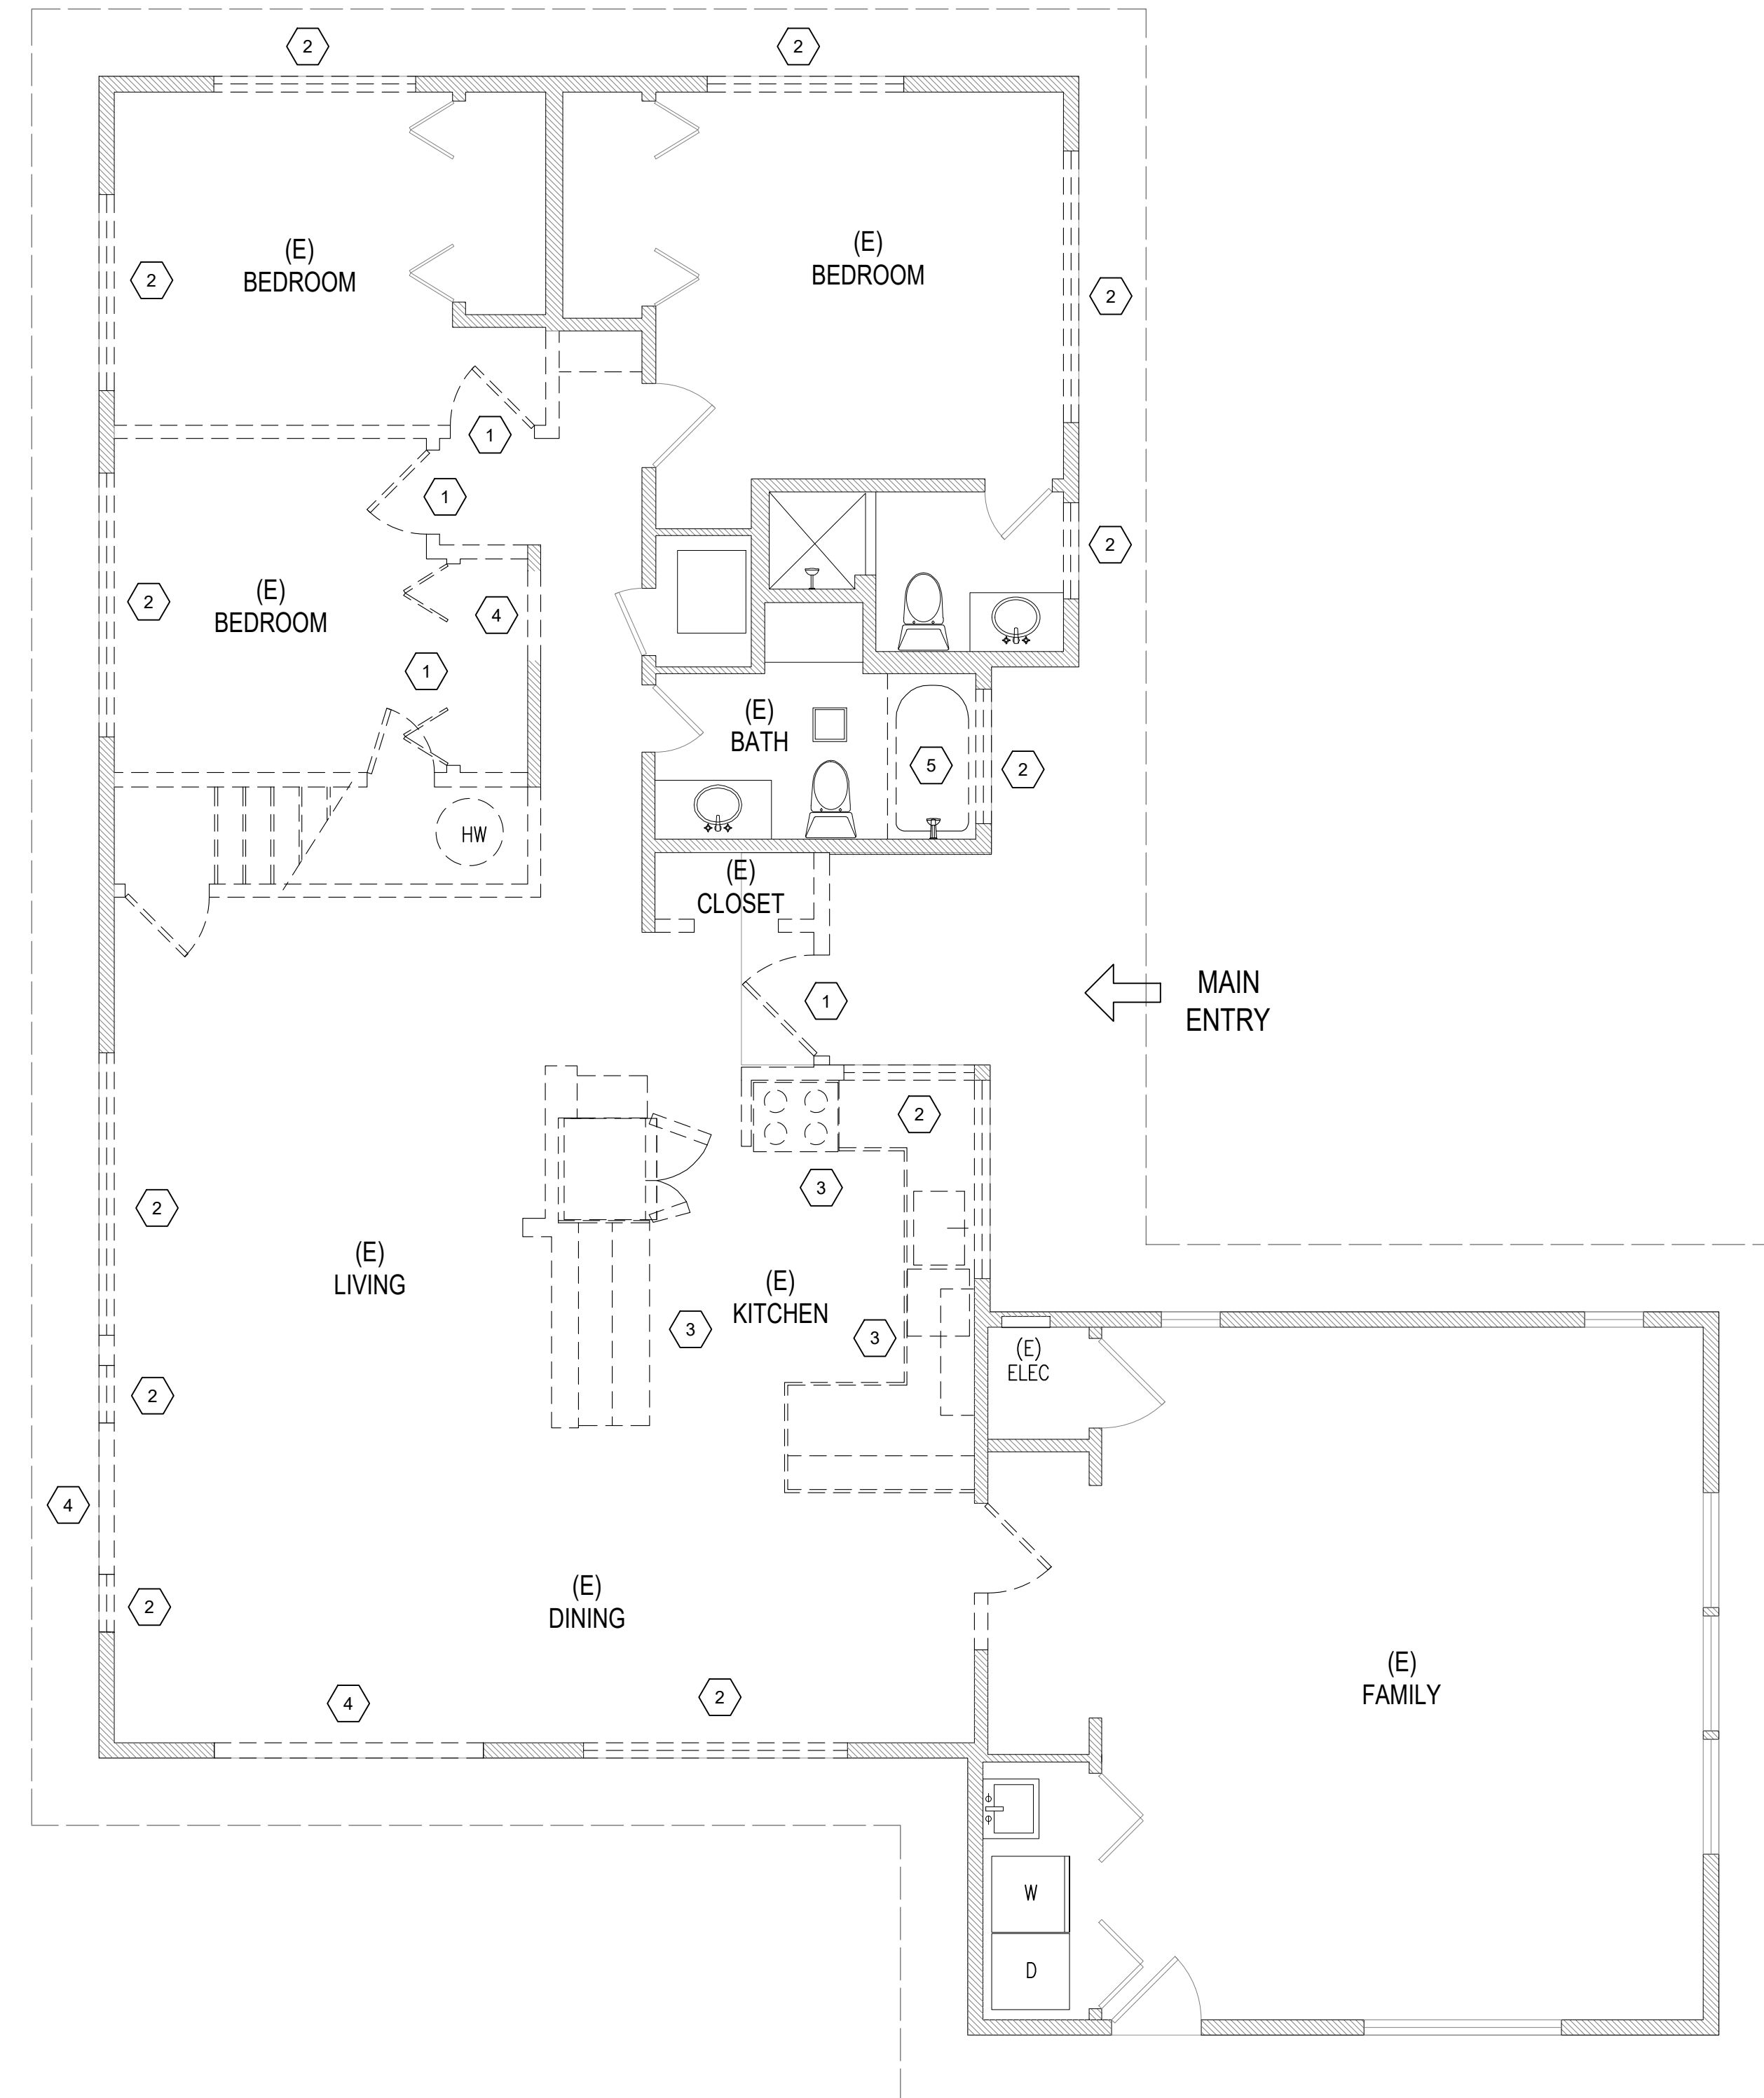 2
2
(E)
BEDROOM
(E)
BEDROOM
2
2
1
1
2
(E)
BEDROOM
2
4
1
(E)
BATH
5
2
HW
(E)
CLOSET
1
MAIN
ENTRY
2
3
2
(E)
LIVING
(E)
KITCHEN
3
3
(E)
ELEC
2
4
2
(E)
DINING
(E)
FAMILY
4
2
W
D